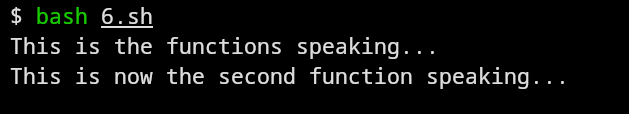 $ bash 6.sh
This is the functions speaking...
This is now the second function speaking...